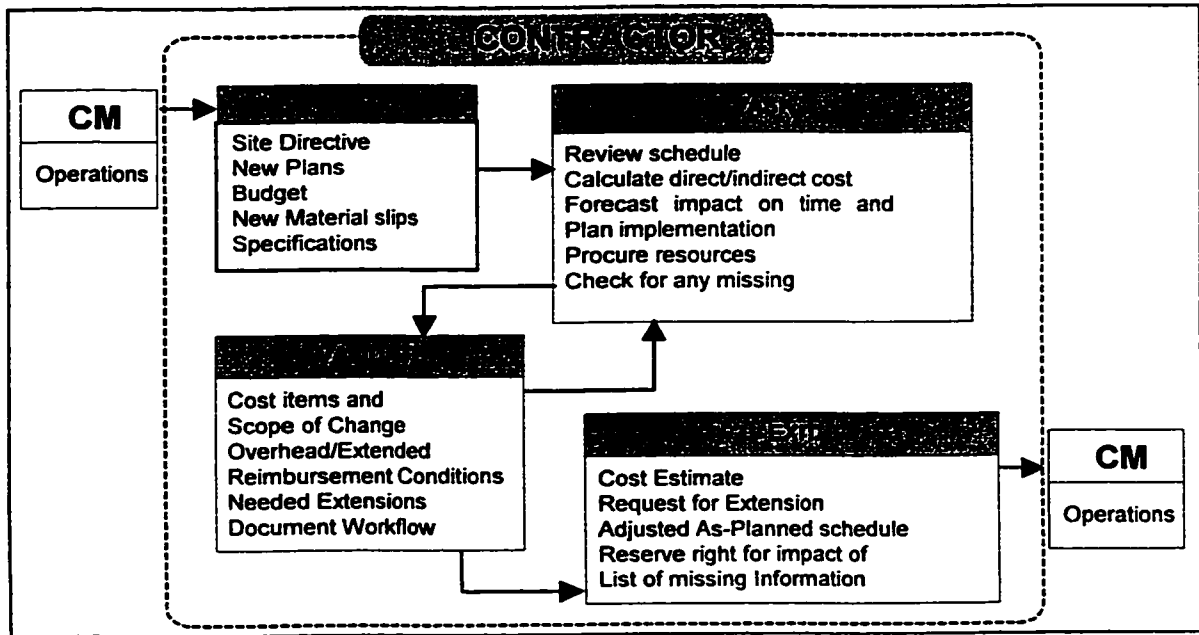 CONTRACTOR
CM
Operations
Site Directive
New Plans
Budget
New Material slips
Specifications
Review schedule
Calculate direct/indirect cost
Forecast impact on time and
Plan implementation
Procure resources
Check for any missing
Cost items and
Scope of Change
Overhead/Extended
Reimbursement Conditions
Needed Extensions
Document Workflow
Cost Estimate
Request for Extension
Adjusted As-Planned schedule
Reserve right for impact of
List of missing Information
CM
Operations